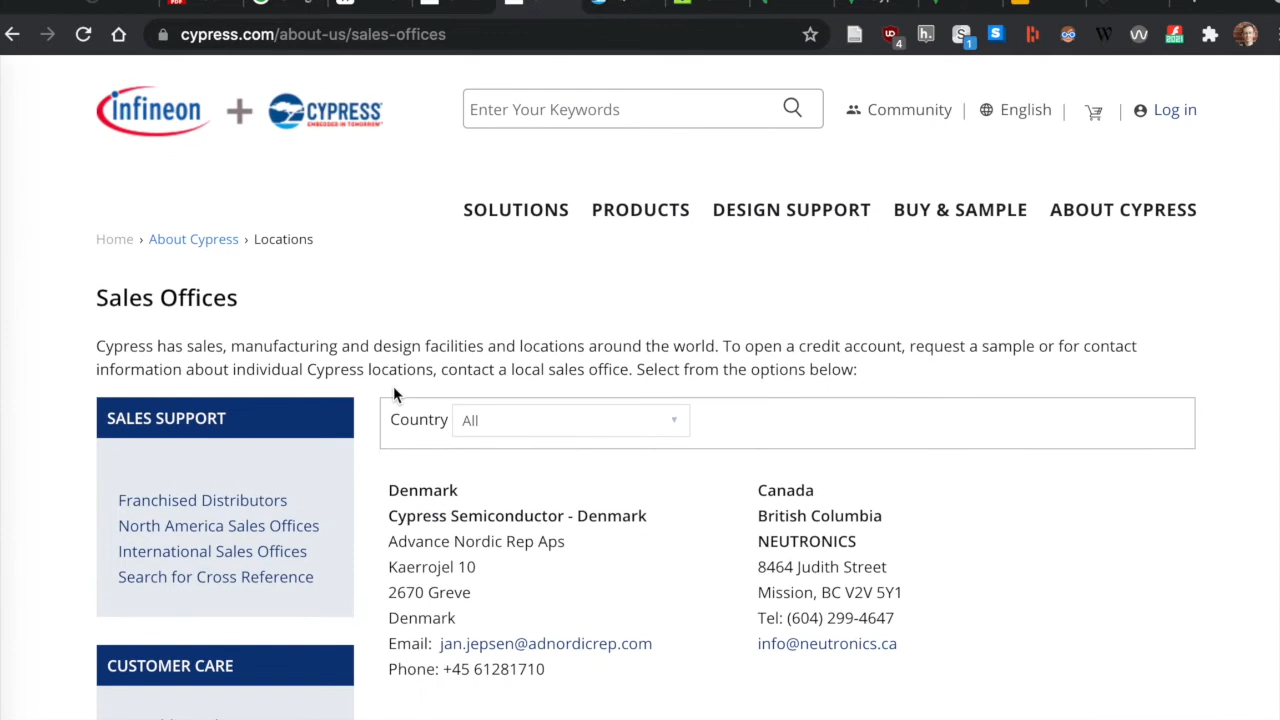 cypress.com/about-us/sales-offices
infineon
CYPRESS
EMBEDDED IN TOMORROW
Enter Your Keywords
Community
English
Log in
SOLUTIONS
PRODUCTS
DESIGN SUPPORT
BUY & SAMPLE
ABOUT CYPRESS
Home › About Cypress › Locations
Sales Offices
Cypress has sales, manufacturing and design facilities and locations around the world. To open a credit account, request a sample or for contact
information about individual Cypress locations, contact a local sales office. Select from the options below:
SALES SUPPORT
Franchised Distributors
North America Sales Offices
International Sales Offices
Search for Cross Reference
CUSTOMER CARE
Country
All
Denmark
Cypress Semiconductor - Denmark
Advance Nordic Rep Aps
Kaerrojel 10
2670 Greve
Denmark
Email: jan.jepsen@adnordicrep.com
Phone: +45 61281710
Canada
British Columbia
NEUTRONICS
8464 Judith Street
Mission, BC V2V 5Y1
Tel: (604) 299-4647
info@neutronics.ca